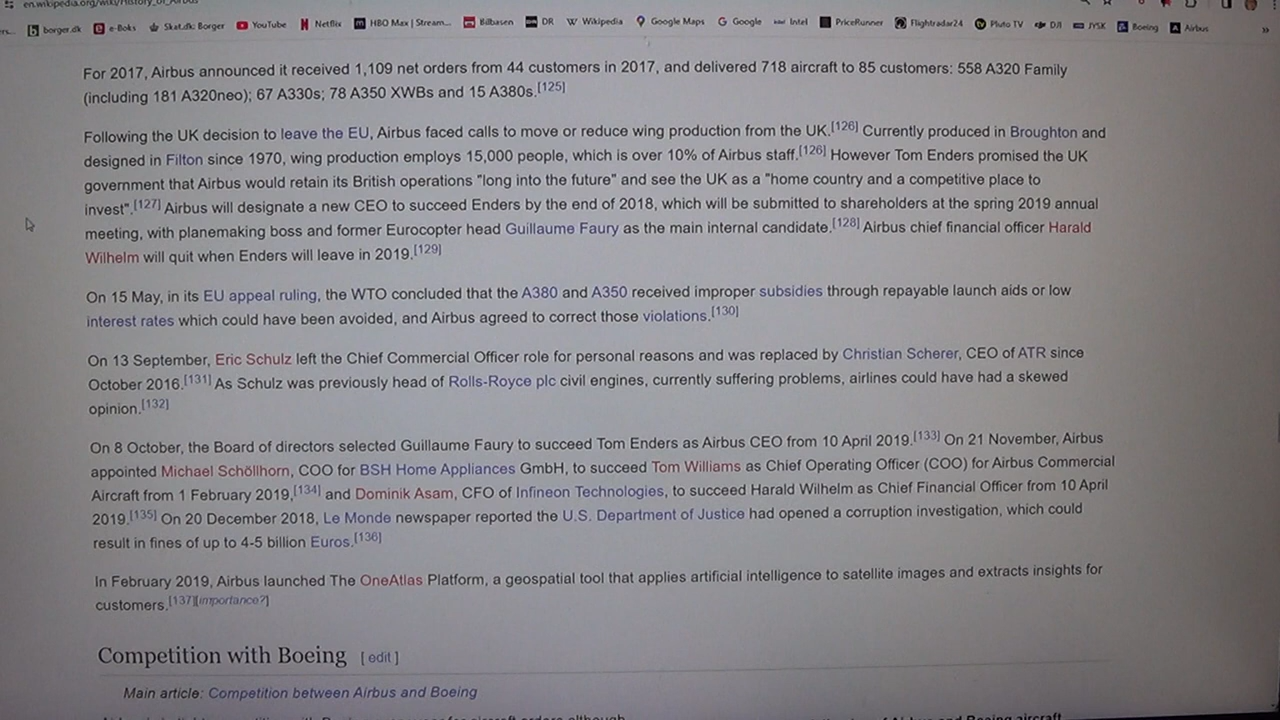 en.wikipedia.org/wiki/History_of_Airbus
borger.dk e-Boks Skat.dk: Borger YouTube Netflix HBO Max | Stream... Bilbasen DR Wikipedia Google Maps Google Intel PriceRunner Flightradar24 Pluto TV DJI JYSK Boeing Airbus »
For 2017, Airbus announced it received 1,109 net orders from 44 customers in 2017, and delivered 718 aircraft to 85 customers: 558 A320 Family
(including 181 A320neo); 67 A330s; 78 A350 XWBs and 15 A380s.[125]
Following the UK decision to leave the EU, Airbus faced calls to move or reduce wing production from the UK.[126] Currently produced in Broughton and
designed in Filton since 1970, wing production employs 15,000 people, which is over 10% of Airbus staff.[126] However Tom Enders promised the UK
government that Airbus would retain its British operations "long into the future" and see the UK as a "home country and a competitive place to
invest".[127] Airbus will designate a new CEO to succeed Enders by the end of 2018, which will be submitted to shareholders at the spring 2019 annual
meeting, with planemaking boss and former Eurocopter head Guillaume Faury as the main internal candidate.[128] Airbus chief financial officer Harald
Wilhelm will quit when Enders will leave in 2019.[129]
On 15 May, in its EU appeal ruling, the WTO concluded that the A380 and A350 received improper subsidies through repayable launch aids or low
interest rates which could have been avoided, and Airbus agreed to correct those violations.[130]
On 13 September, Eric Schulz left the Chief Commercial Officer role for personal reasons and was replaced by Christian Scherer, CEO of ATR since
October 2016.[131] As Schulz was previously head of Rolls-Royce plc civil engines, currently suffering problems, airlines could have had a skewed
opinion.[132]
On 8 October, the Board of directors selected Guillaume Faury to succeed Tom Enders as Airbus CEO from 10 April 2019.[133] On 21 November, Airbus
appointed Michael Schöllhorn, COO for BSH Home Appliances GmbH, to succeed Tom Williams as Chief Operating Officer (COO) for Airbus Commercial
Aircraft from 1 February 2019,[134] and Dominik Asam, CFO of Infineon Technologies, to succeed Harald Wilhelm as Chief Financial Officer from 10 April
2019.[135] On 20 December 2018, Le Monde newspaper reported the U.S. Department of Justice had opened a corruption investigation, which could
result in fines of up to 4-5 billion Euros.[136]
In February 2019, Airbus launched The OneAtlas Platform, a geospatial tool that applies artificial intelligence to satellite images and extracts insights for
customers.[137][importance?]
Competition with Boeing [ edit ]
Main article: Competition between Airbus and Boeing